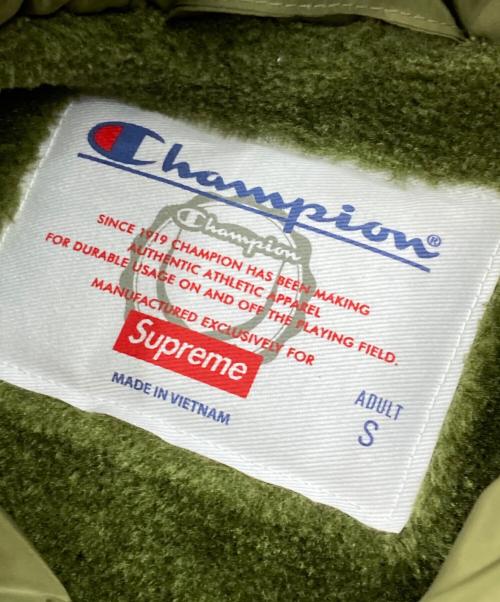 Champion®
Champion
SINCE 1919 CHAMPION HAS BEEN MAKING
AUTHENTIC ATHLETIC APPAREL
FOR DURABLE USAGE ON AND OFF THE PLAYING FIELD.
MANUFACTURED EXCLUSIVELY FOR
Supreme
MADE IN VIETNAM
ADULT
S